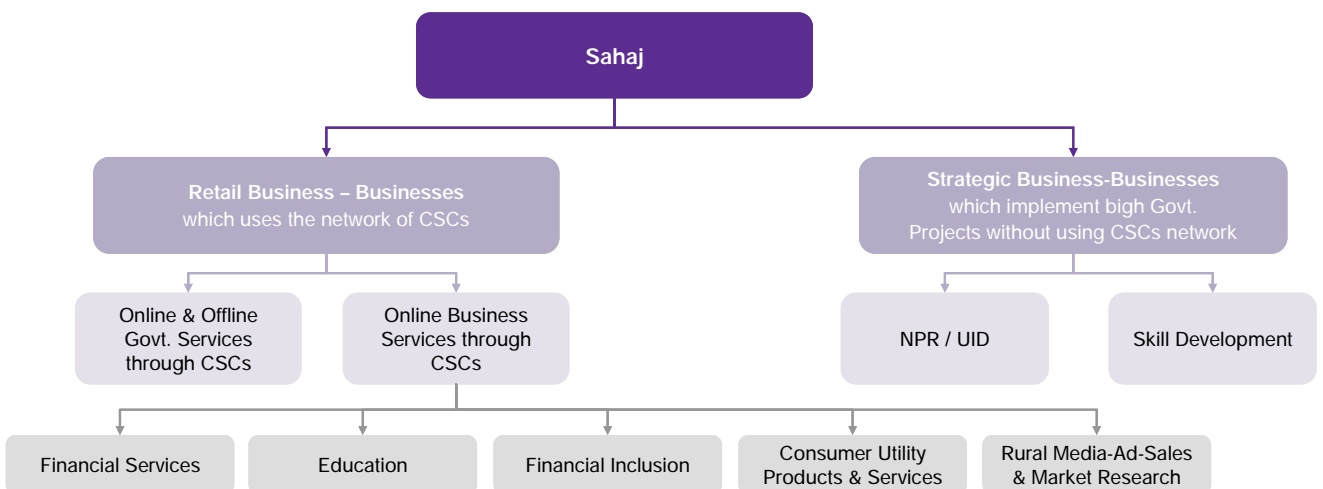 Sahaj
Retail Business – Businesses
which uses the network of CSCs
Strategic Business-Businesses
which implement bigh Govt.
Projects without using CSCs network
Online & Offline
Govt. Services
through CSCs
Online Business
Services through
CSCs
NPR / UID
Skill Development
Financial Services
Education
Financial Inclusion
Consumer Utility
Products & Services
Rural Media-Ad-Sales
& Market Research